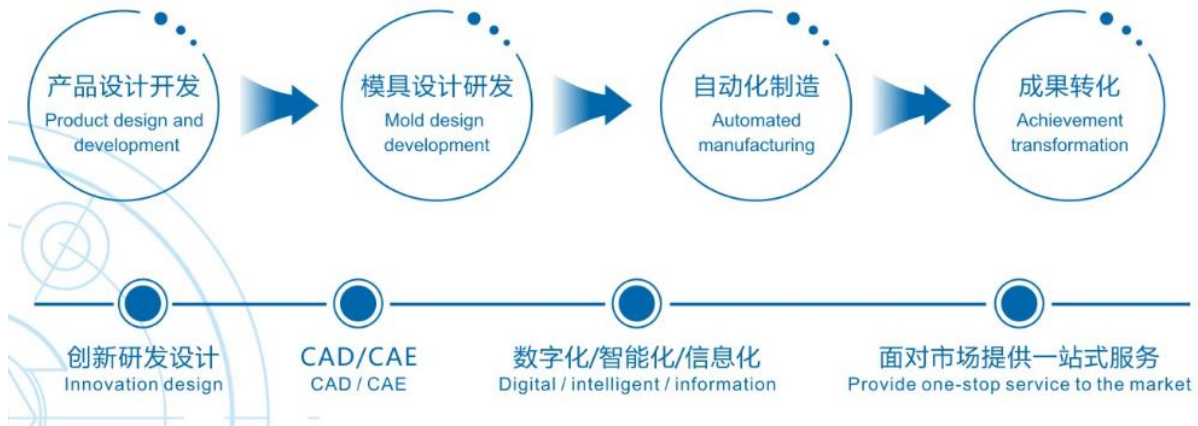 产品设计开发
Product design and
development
模具设计研发
Mold design
development
自动化制造
Automated
manufacturing
成果转化
Achievement
transformation
创新研发设计
Innovation design
CAD/CAE
CAD / CAE
数字化/智能化/信息化
Digital / intelligent / information
面对市场提供一站式服务
Provide one-stop service to the market